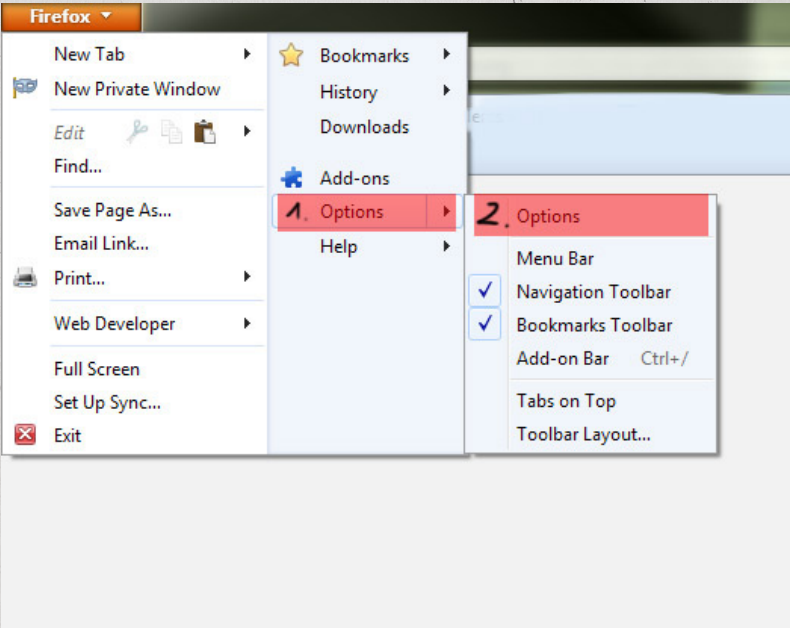 Firefox
New Tab
New Private Window
Edit
Find...
Save Page As...
Email Link...
Print...
Web Developer
Full Screen
Set Up Sync...
Exit
Bookmarks
History
Downloads
Add-ons
1. Options
Help
2. Options
Menu Bar
Navigation Toolbar
Bookmarks Toolbar
Add-on Bar Ctrl+/
Tabs on Top
Toolbar Layout...